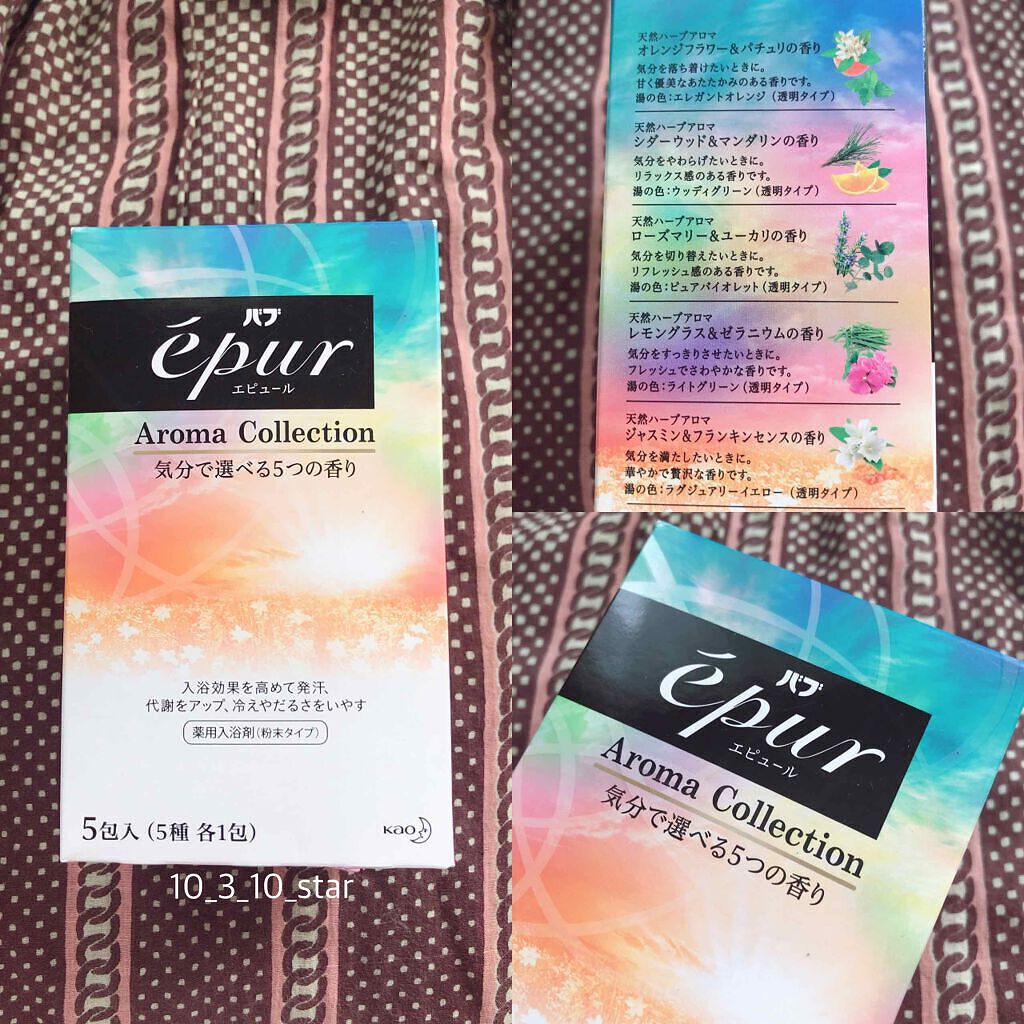 バブ
épur
エピュール
Aroma Collection
気分で選べる5つの香り
入浴効果を高めて発汗、
代謝をアップ、冷えやだるさをいやす
薬用入浴剤(粉末タイプ)
5包入(5種 各1包)
Kao
10_3_10_star
天然ハーブアロマ
オレンジフラワー&パチュリの香り
気分を落ち着けたいときに。
甘く優美なあたたかみのある香りです。
湯の色:エレガントオレンジ(透明タイプ)
天然ハーブアロマ
シダーウッド&マンダリンの香り
気分をやわらげたいときに。
リラックス感のある香りです。
湯の色:ウッディグリーン(透明タイプ)
天然ハーブアロマ
ローズマリー&ユーカリの香り
気分を切り替えたいときに。
リフレッシュ感のある香りです。
湯の色:ピュアバイオレット(透明タイプ)
天然ハーブアロマ
レモングラス&ゼラニウムの香り
気分をすっきりさせたいときに。
フレッシュでさわやかな香りです。
湯の色:ライトグリーン(透明タイプ)
天然ハーブアロマ
ジャスミン&フランキンセンスの香り
気分を満たしたいときに。
華やかで贅沢な香りです。
湯の色:ラグジュアリーイエロー(透明タイプ)
バブ
épur
エピュール
Aroma Collection
気分で選べる5つの香り